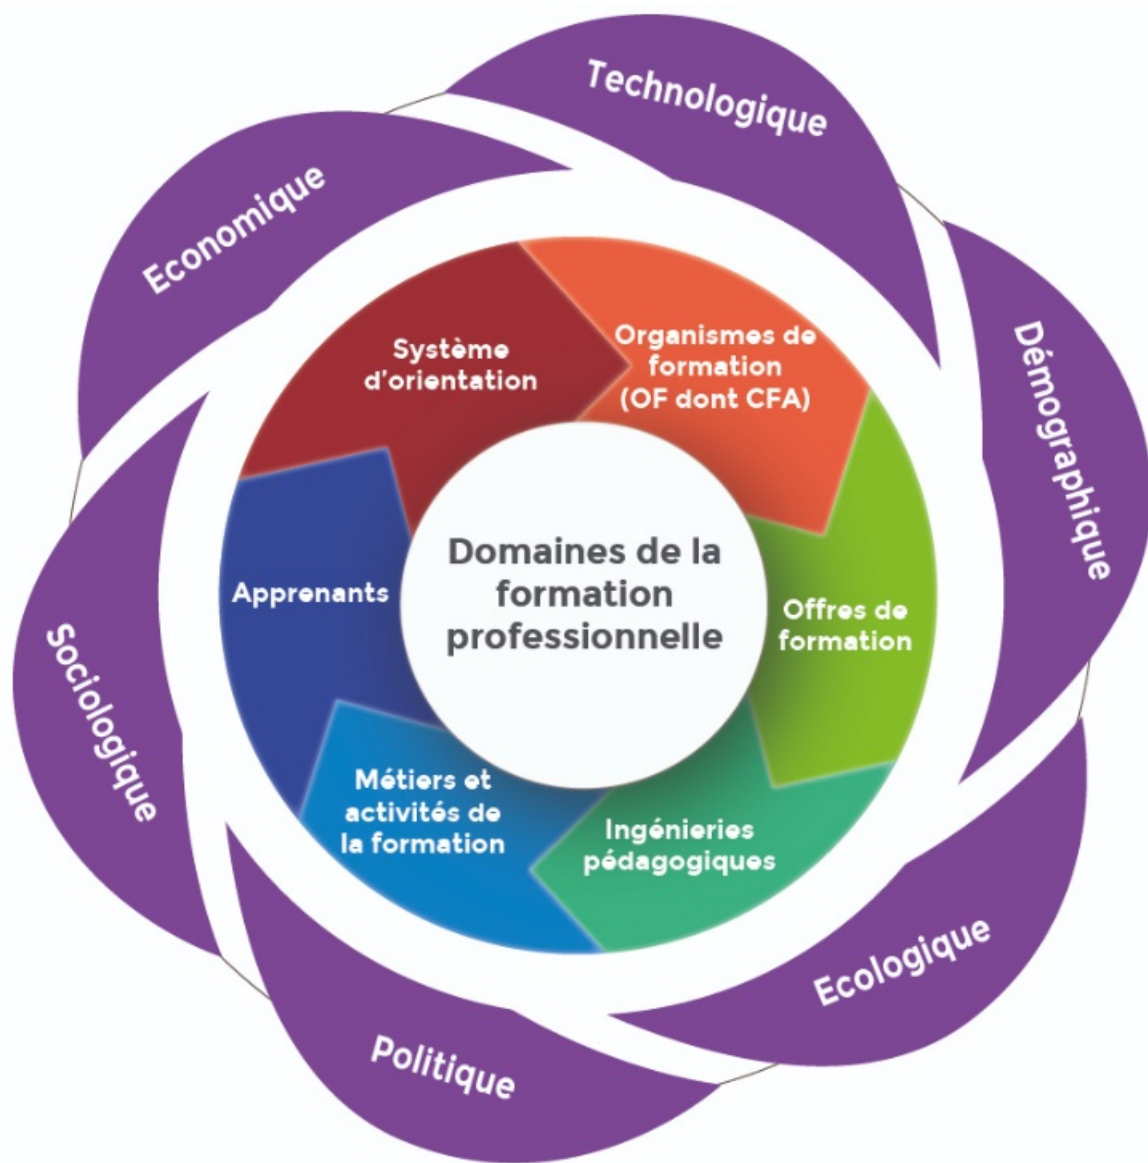 Technologique
Economique
Démographique
Sociologique
Ecologique
Politique
Système
d'orientation
Organismes de
formation
(OF dont CFA)
Apprenants
Domaines de la
formation
professionnelle
Offres de
formation
Métiers et
activités de
la formation
Ingénieries
pédagogiques